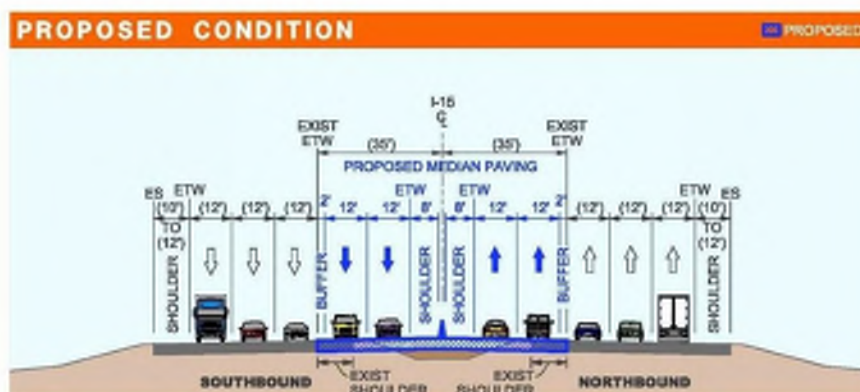 PROPOSED CONDITION
PROPOSED
I-15
C
L
EXIST
ETW
EXIST
ETW
(35') (35')
PROPOSED MEDIAN PAVING
ES ETW ETW ETW ETW ES
(10') (12') (12') (12') 2' 12' 12' 8' 8' 12' 12' 2' (12') (12') (12') (10')
TO
(12')
TO
(12')
SHOULDER
BUFFER
SHOULDER
SHOULDER
BUFFER
SHOULDER
SOUTHBOUND
EXIST
SHOULDER
EXIST
SHOULDER
NORTHBOUND